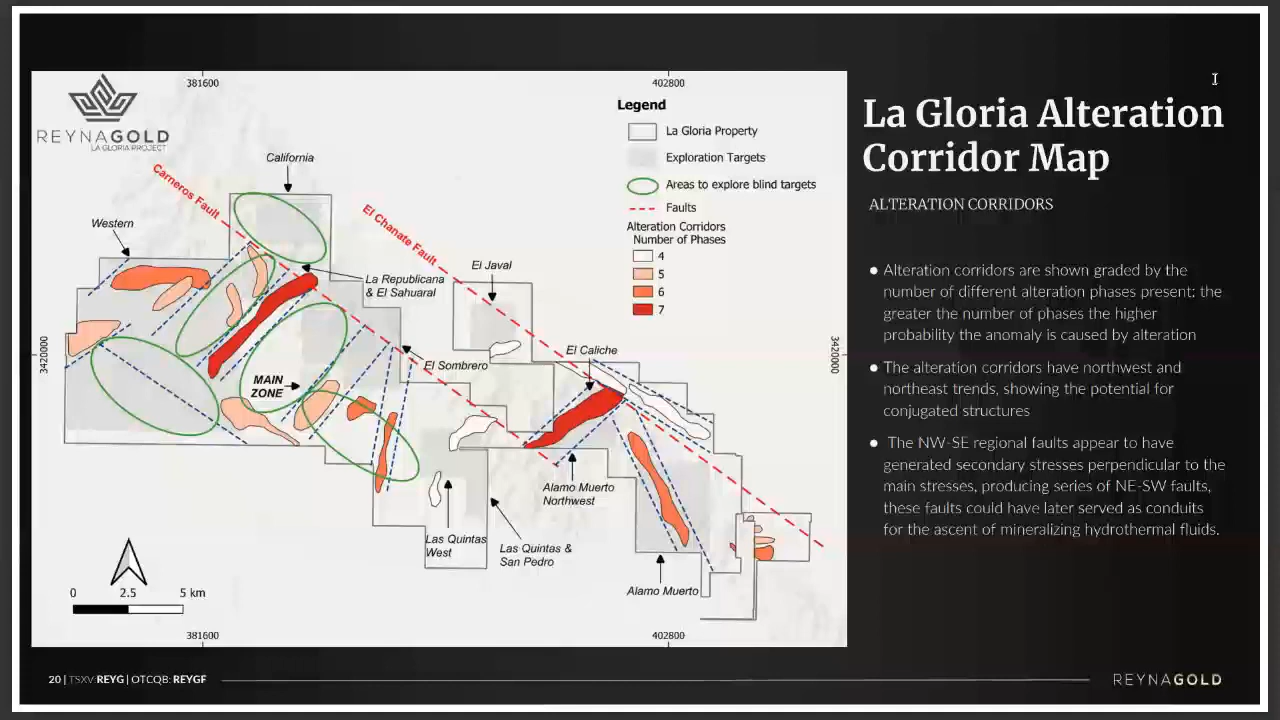 REYNAGOLD
LA GLORIA PROJECT
381600
402800
Legend
La Gloria Property
Exploration Targets
Areas to explore blind targets
Faults
Alteration Corridors
Number of Phases
4
5
6
7
California
Carneros Fault
El Chanate Fault
Western
La Republicana
& El Sahuaral
El Javal
El Caliche
El Sombrero
MAIN
ZONE
3420000
3420000
Alamo Muerto
Northwest
Las Quintas
West
Las Quintas &
San Pedro
Alamo Muerto
0 2.5 5 km
381600
402800
La Gloria Alteration
Corridor Map
ALTERATION CORRIDORS
● Alteration corridors are shown graded by the
number of different alteration phases present; the
greater the number of phases the higher
probability the anomaly is caused by alteration
● The alteration corridors have northwest and
northeast trends, showing the potential for
conjugated structures
● The NW-SE regional faults appear to have
generated secondary stresses perpendicular to the
main stresses, producing series of NE-SW faults,
these faults could have later served as conduits
for the ascent of mineralizing hydrothermal fluids.
20 | TSXV:REYG | OTCQB: REYGF
REYNAGOLD